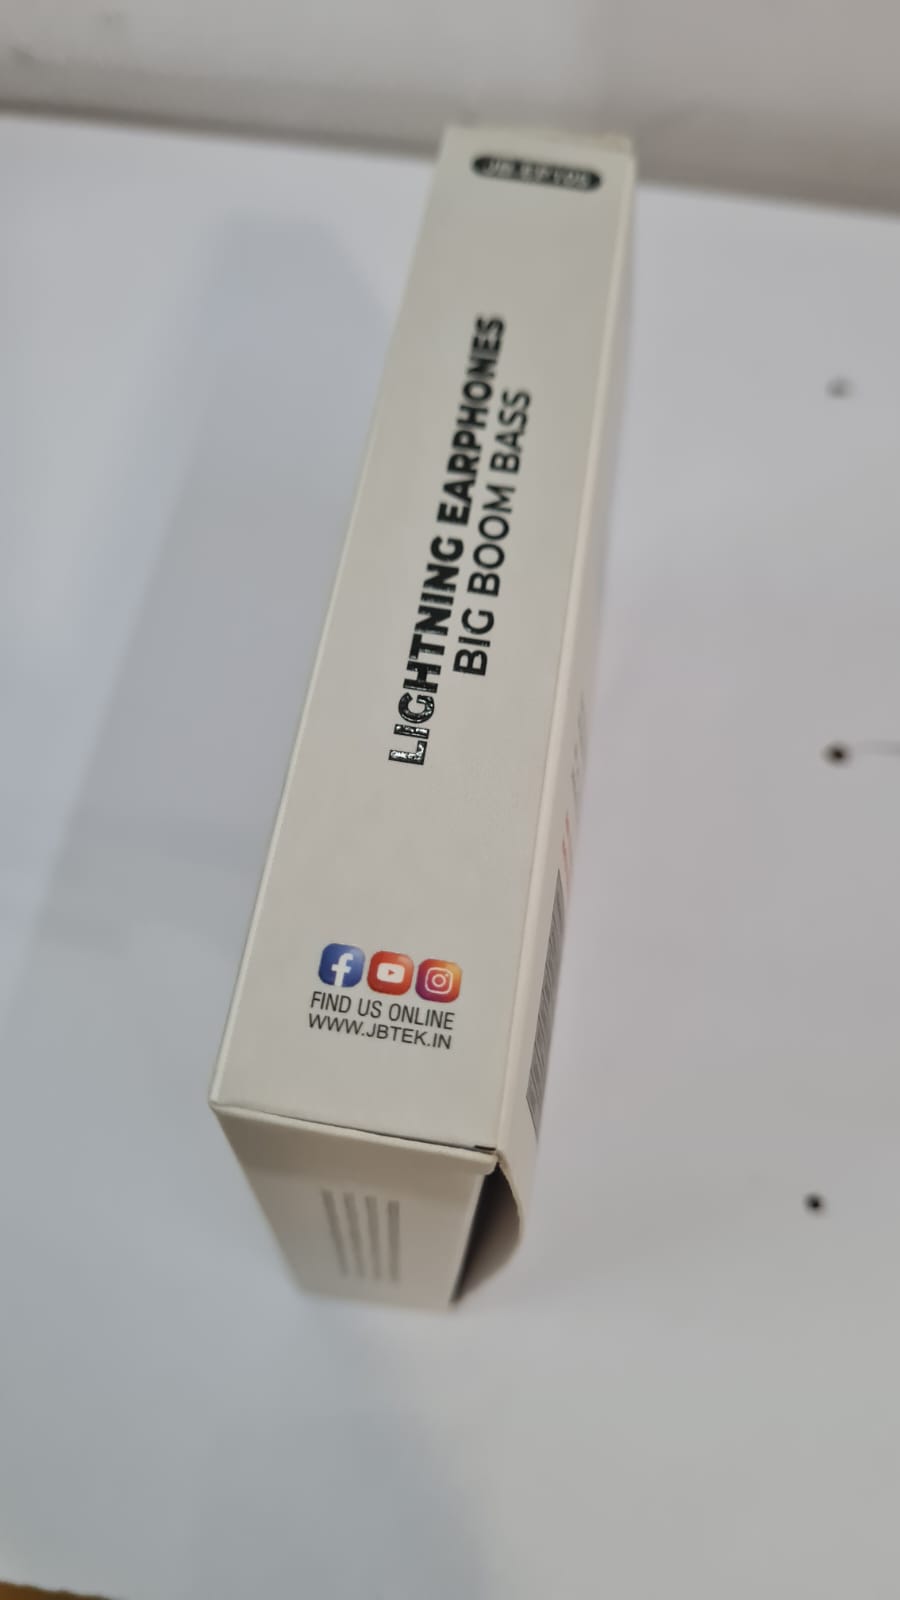 LIGHTNING EARPHONES
BIG BOOM BASS
FIND US ONLINE
WWW.JBTEK.IN